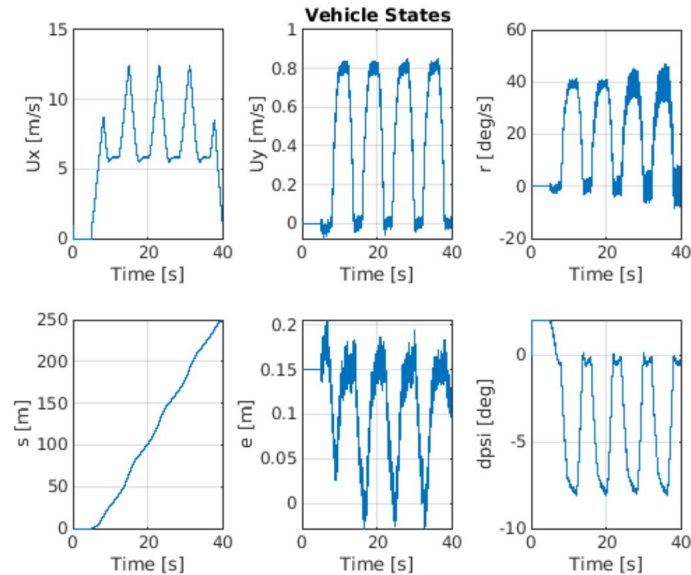 Vehicle States
15
10
5
0
Ux [m/s]
0 20 40
Time [s]
1
0.8
0.6
0.4
0.2
0
Uy [m/s]
0 20 40
Time [s]
60
40
20
0
-20
r [deg/s]
0 20 40
Time [s]
250
200
150
100
50
0
s [m]
0 20 40
Time [s]
0.2
0.15
0.1
0.05
0
e [m]
0 20 40
Time [s]
0
-5
-10
dpsi [deg]
0 20 40
Time [s]